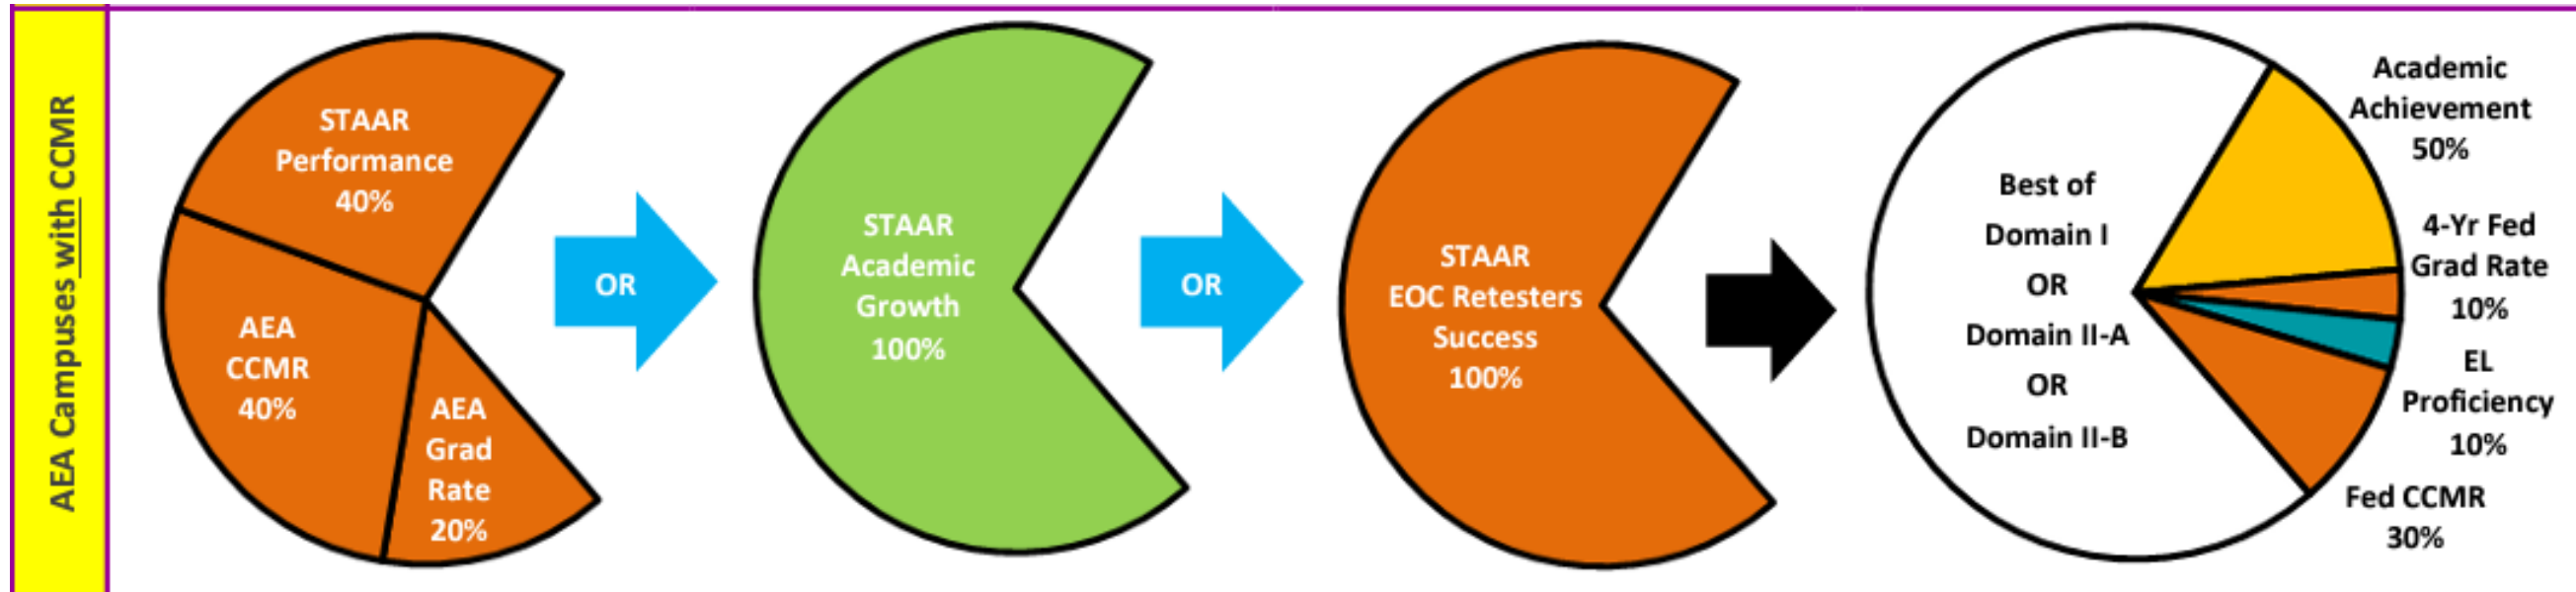 AEA Campuses with CCMR
STAAR
Performance
40%
AEA
CCMR
40%
AEA
Grad
Rate
20%
OR
STAAR
Academic
Growth
100%
OR
STAAR
EOC Retesters
Success
100%
Best of
Domain I
OR
Domain II-A
OR
Domain II-B
Academic
Achievement
50%
4-Yr Fed
Grad Rate
10%
EL
Proficiency
10%
Fed CCMR
30%